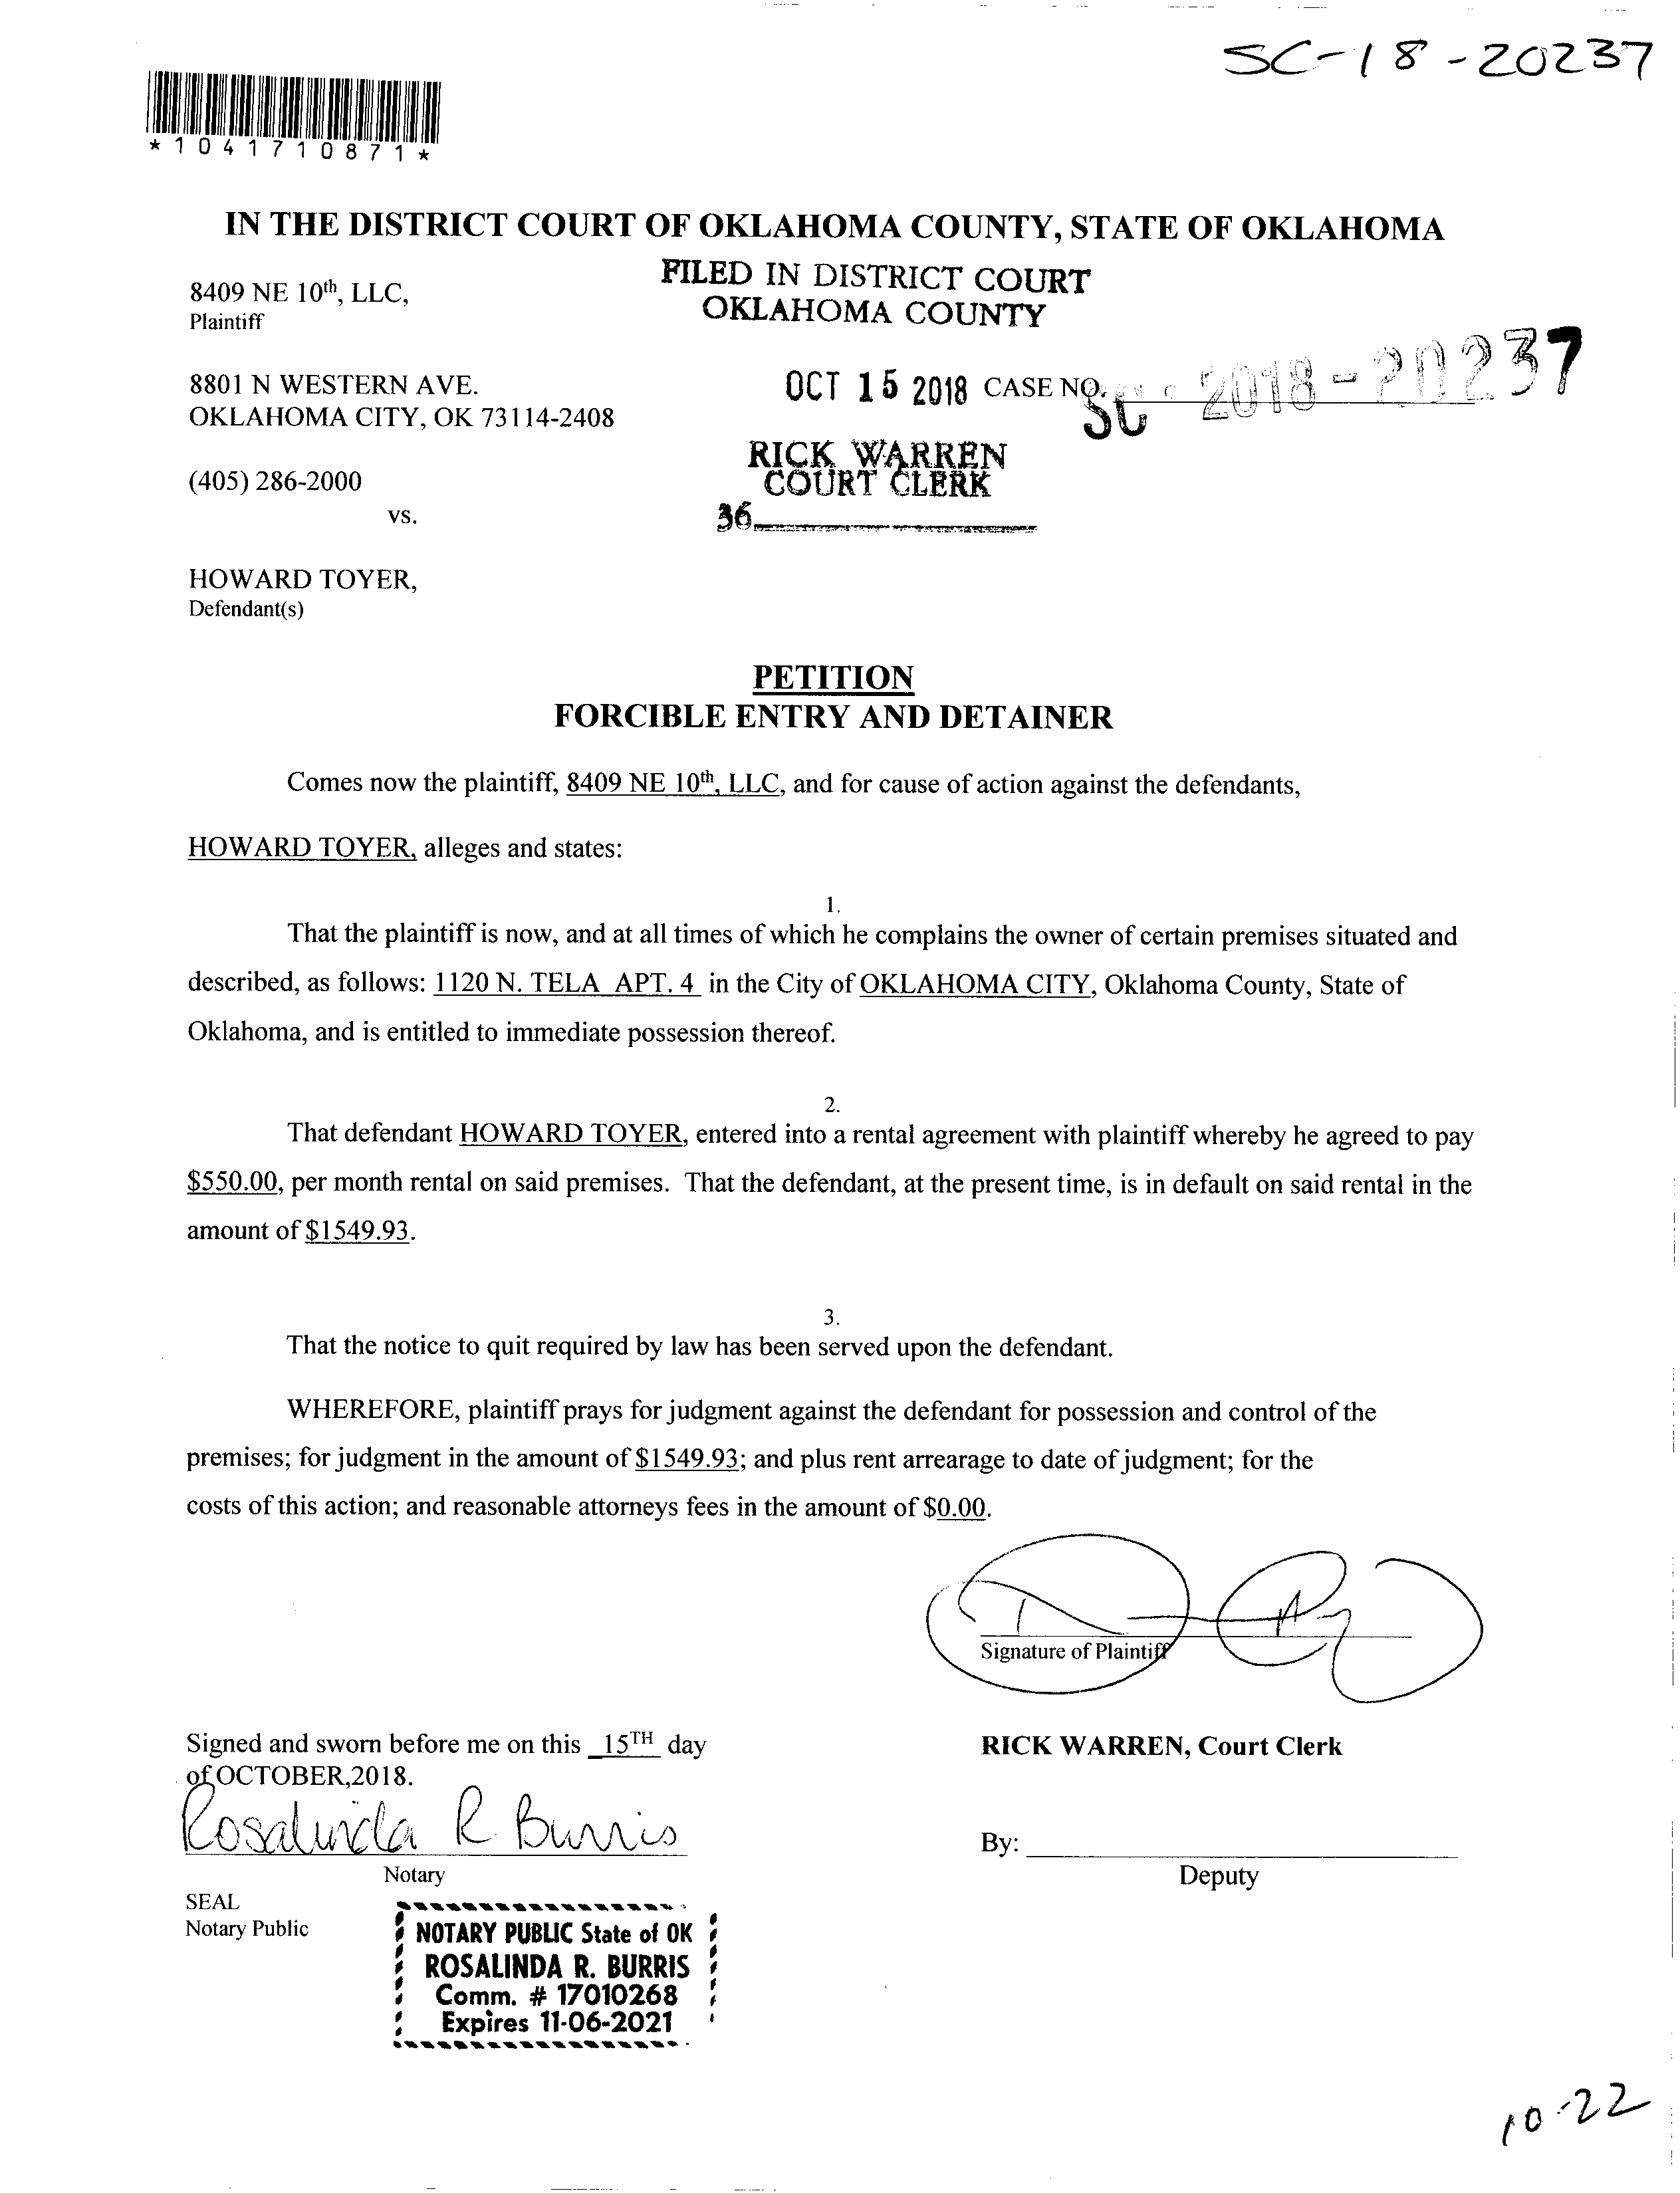 SC-18-20237
*1041710871*
IN THE DISTRICT COURT OF OKLAHOMA COUNTY, STATE OF OKLAHOMA
FILED IN DISTRICT COURT
OKLAHOMA COUNTY
8409 NE 10th, LLC,
Plaintiff
8801 N WESTERN AVE.
OKLAHOMA CITY, OK 73114-2408
OCT 15 2018 CASE NO. SC - 2018-20237
(405) 286-2000
RICK WARREN
COURT CLERK
36
vs.
HOWARD TOYER,
Defendant(s)
PETITION
FORCIBLE ENTRY AND DETAINER
Comes now the plaintiff, 8409 NE 10th, LLC, and for cause of action against the defendants,
HOWARD TOYER, alleges and states:
1.
That the plaintiff is now, and at all times of which he complains the owner of certain premises situated and
described, as follows: 1120 N. TELA APT. 4 in the City of OKLAHOMA CITY, Oklahoma County, State of
Oklahoma, and is entitled to immediate possession thereof.
2.
That defendant HOWARD TOYER, entered into a rental agreement with plaintiff whereby he agreed to pay
$550.00, per month rental on said premises. That the defendant, at the present time, is in default on said rental in the
amount of $1549.93.
3.
That the notice to quit required by law has been served upon the defendant.
WHEREFORE, plaintiff prays for judgment against the defendant for possession and control of the
premises; for judgment in the amount of $1549.93; and plus rent arrearage to date of judgment; for the
costs of this action; and reasonable attorneys fees in the amount of $0.00.
Signature of Plaintiff
Signed and sworn before me on this 15TH day
of OCTOBER,2018.
RICK WARREN, Court Clerk
Rosalinda R Burris
Notary
By:
Deputy
SEAL
Notary Public
NOTARY PUBLIC State of OK
ROSALINDA R. BURRIS
Comm. # 17010268
Expires 11-06-2021
10-22